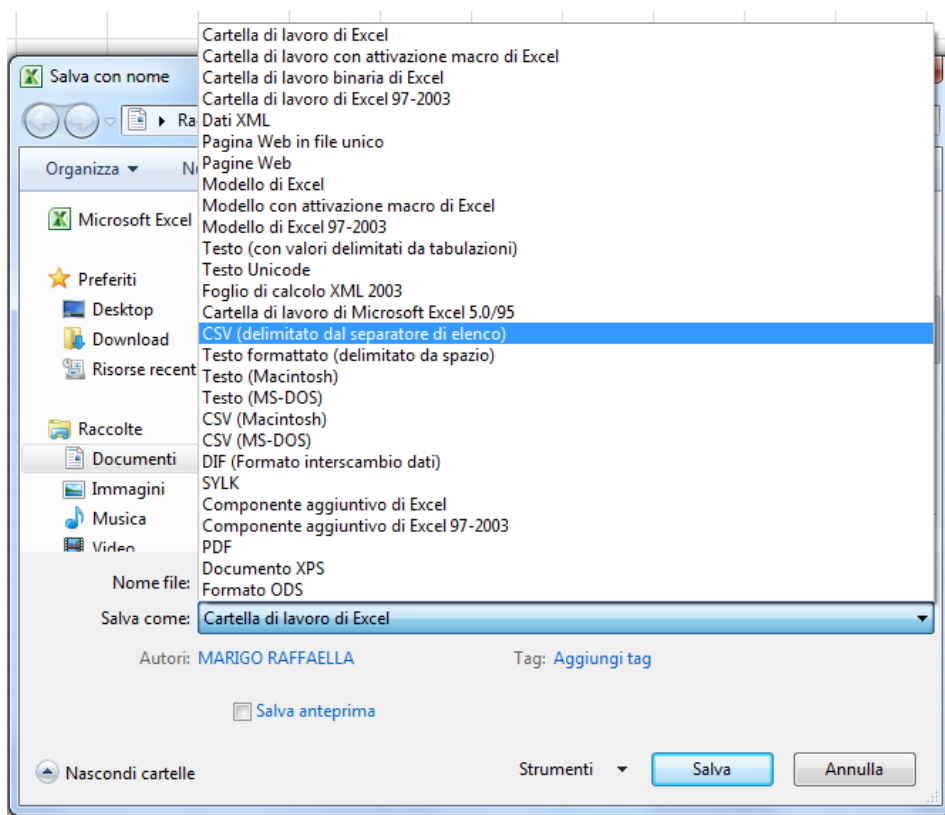 Cartella di lavoro di Excel
Cartella di lavoro con attivazione macro di Excel
Salva con nome
Cartella di lavoro binaria di Excel
Cartella di lavoro di Excel 97-2003
Ra
Dati XML
Pagina Web in file unico
Organizza
Pagine Web
Modello di Excel
Modello con attivazione macro di Excel
Microsoft Excel
Modello di Excel 97-2003
Testo (con valori delimitati da tabulazioni)
Testo Unicode
Preferiti
Foglio di calcolo XML 2003
Desktop
Cartella di lavoro di Microsoft Excel 5.0/95
CSV (delimitato dal separatore di elenco)
Download
Testo formattato (delimitato da spazio)
Risorse recent
Testo (Macintosh)
Testo (MS-DOS)
CSV (Macintosh)
Raccolte
CSV (MS-DOS)
Documenti
DIF (Formato interscambio dati)
SYLK
Immagini
Componente aggiuntivo di Excel
Musica
Componente aggiuntivo di Excel 97-2003
Video
PDF
Documento XPS
Nome file:
Formato ODS
Salva come: Cartella di lavoro di Excel
Autori: MARIGO RAFFAELLA Tag: Aggiungi tag
Salva anteprima
Nascondi cartelle Strumenti Salva Annulla